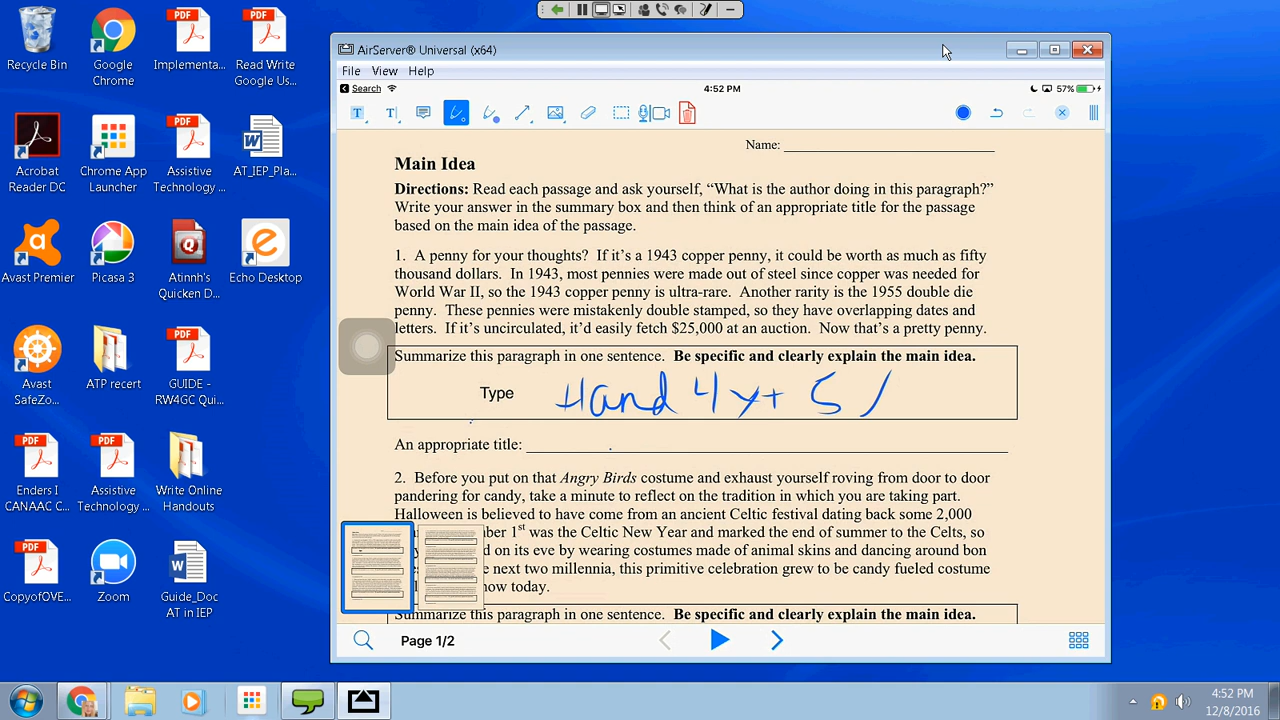 Recycle Bin
Google Chrome
PDF
Implementa...
PDF
Read Write Google Us...
Acrobat Reader DC
Chrome App Launcher
PDF
Assistive Technology ...
AT_IEP_Pla...
Avast Premier
Picasa 3
Atinnh's Quicken D...
Echo Desktop
Avast SafeZo...
ATP recert
PDF
GUIDE - RW4GC Qui...
PDF
Enders I CANAAC C...
PDF
Assistive Technology ...
Write Online Handouts
PDF
CopyofOVE...
Zoom
Guide_Doc AT in IEP
AirServer® Universal (x64)
File View Help
Search
4:52 PM
57%
Name:
Main Idea
Directions: Read each passage and ask yourself, “What is the author doing in this paragraph?”
Write your answer in the summary box and then think of an appropriate title for the passage
based on the main idea of the passage.
1. A penny for your thoughts? If it’s a 1943 copper penny, it could be worth as much as fifty
thousand dollars. In 1943, most pennies were made out of steel since copper was needed for
World War II, so the 1943 copper penny is ultra-rare. Another rarity is the 1955 double die
penny. These pennies were mistakenly double stamped, so they have overlapping dates and
letters. If it’s uncirculated, it’d easily fetch $25,000 at an auction. Now that’s a pretty penny.
Summarize this paragraph in one sentence. Be specific and clearly explain the main idea.
Type Hand
An appropriate title:
2. Before you put on that Angry Birds costume and exhaust yourself roving from door to door
pandering for candy, take a minute to reflect on the tradition in which you are taking part.
Halloween is believed to have come from an ancient Celtic festival dating back some 2,000
1st was the Celtic New Year and marked the end of summer to the Celts, so
on its eve by wearing costumes made of animal skins and dancing around bon
next two millennia, this primitive celebration grew to be candy fueled costume
now today.
Summarize this paragraph in one sentence. Be specific and clearly explain the main idea.
Page 1/2
4:52 PM
12/8/2016